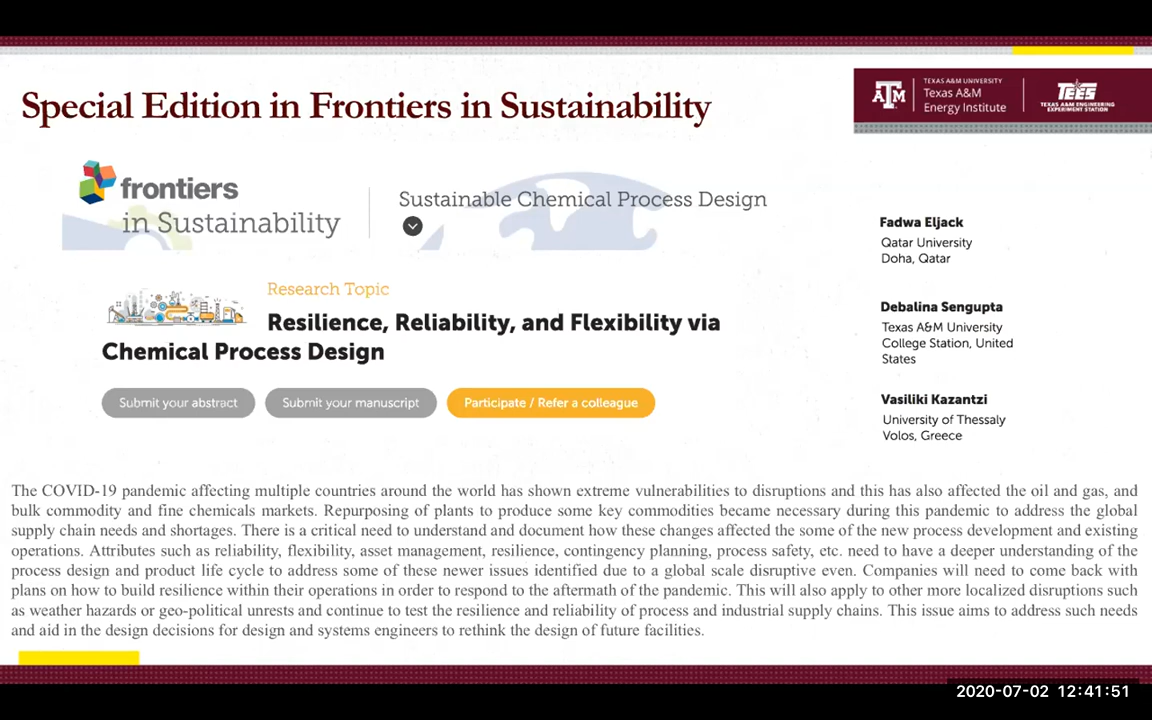 Special Edition in Frontiers in Sustainability
TEXAS A&M UNIVERSITY
Texas A&M
Energy Institute
TEES
TEXAS A&M ENGINEERING
EXPERIMENT STATION
ATM
frontiers
in Sustainability
Sustainable Chemical Process Design
Research Topic
Resilience, Reliability, and Flexibility via
Chemical Process Design
Submit your abstract
Submit your manuscript
Participate / Refer a colleague
Fadwa Eljack
Qatar University
Doha, Qatar
Debalina Sengupta
Texas A&M University
College Station, United
States
Vasiliki Kazantzi
University of Thessaly
Volos, Greece
The COVID-19 pandemic affecting multiple countries around the world has shown extreme vulnerabilities to disruptions and this has also affected the oil and gas, and
bulk commodity and fine chemicals markets. Repurposing of plants to produce some key commodities became necessary during this pandemic to address the global
supply chain needs and shortages. There is a critical need to understand and document how these changes affected the some of the new process development and existing
operations. Attributes such as reliability, flexibility, asset management, resilience, contingency planning, process safety, etc. need to have a deeper understanding of the
process design and product life cycle to address some of these newer issues identified due to a global scale disruptive even. Companies will need to come back with
plans on how to build resilience within their operations in order to respond to the aftermath of the pandemic. This will also apply to other more localized disruptions such
as weather hazards or geo-political unrests and continue to test the resilience and reliability of process and industrial supply chains. This issue aims to address such needs
and aid in the design decisions for design and systems engineers to rethink the design of future facilities.
2020-07-02 12:41:51